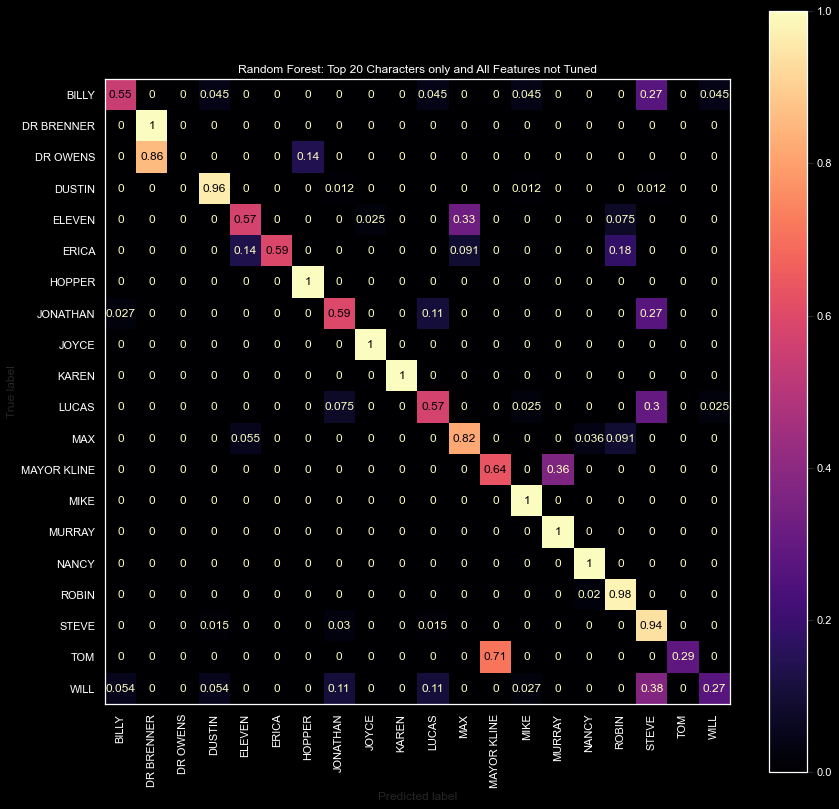 Random Forest: Top 20 Characters only and All Features not Tuned
1.0
BILLY 0.55 0 0 0.045 0 0 0 0 0 0 0.045 0 0 0.045 0 0 0 0.27 0 0.045
DR BRENNER 0 1 0 0 0 0 0 0 0 0 0 0 0 0 0 0 0 0 0 0
DR OWENS 0 0.86 0 0 0 0 0.14 0 0 0 0 0 0 0 0 0 0 0 0 0
0.8
DUSTIN 0 0 0 0.96 0 0 0 0.012 0 0 0 0 0 0.012 0 0 0 0.012 0 0
ELEVEN 0 0 0 0 0.57 0 0 0 0.025 0 0 0.33 0 0 0 0 0.075 0 0 0
ERICA 0 0 0 0 0.14 0.59 0 0 0 0 0 0.091 0 0 0 0 0.18 0 0 0
HOPPER 0 0 0 0 0 0 1 0 0 0 0 0 0 0 0 0 0 0 0 0
JONATHAN 0.027 0 0 0 0 0 0 0.59 0 0 0.11 0 0 0 0 0 0 0.27 0 0
0.6
JOYCE 0 0 0 0 0 0 0 0 1 0 0 0 0 0 0 0 0 0 0 0
KAREN 0 0 0 0 0 0 0 0 0 1 0 0 0 0 0 0 0 0 0 0
LUCAS 0 0 0 0 0 0 0 0.075 0 0 0.57 0 0 0.025 0 0 0 0.3 0 0.025
MAX 0 0 0 0 0.055 0 0 0 0 0 0 0.82 0 0 0 0.036 0.091 0 0 0
0.4
MAYOR KLINE 0 0 0 0 0 0 0 0 0 0 0 0 0.64 0 0.36 0 0 0 0 0
MIKE 0 0 0 0 0 0 0 0 0 0 0 0 0 1 0 0 0 0 0 0
MURRAY 0 0 0 0 0 0 0 0 0 0 0 0 0 0 1 0 0 0 0 0
NANCY 0 0 0 0 0 0 0 0 0 0 0 0 0 0 0 1 0 0 0 0
ROBIN 0 0 0 0 0 0 0 0 0 0 0 0 0 0 0 0.02 0.98 0 0 0
0.2
STEVE 0 0 0 0.015 0 0 0 0.03 0 0 0.015 0 0 0 0 0 0 0.94 0 0
TOM 0 0 0 0 0 0 0 0 0 0 0 0 0.71 0 0 0 0 0 0.29 0
WILL 0.054 0 0 0.054 0 0 0 0.11 0 0 0.11 0 0 0.027 0 0 0 0.38 0 0.27
0.0
True label
BILLY
DR BRENNER
DR OWENS
DUSTIN
ELEVEN
ERICA
HOPPER
JONATHAN
JOYCE
KAREN
LUCAS
MAX
MAYOR KLINE
MIKE
MURRAY
NANCY
ROBIN
STEVE
TOM
WILL
Predicted label